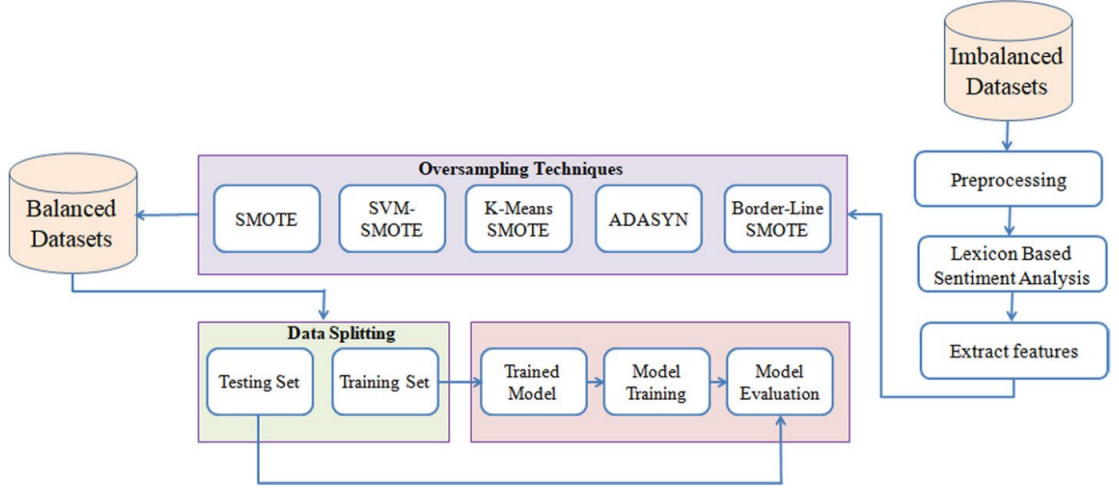 Imbalanced
Datasets
Preprocessing
Lexicon Based
Sentiment Analysis
Extract features
Oversampling Techniques
SMOTE
SVM-
SMOTE
K-Means
SMOTE
ADASYN
Border-Line
SMOTE
Balanced
Datasets
Data Splitting
Testing Set
Training Set
Trained
Model
Model
Training
Model
Evaluation